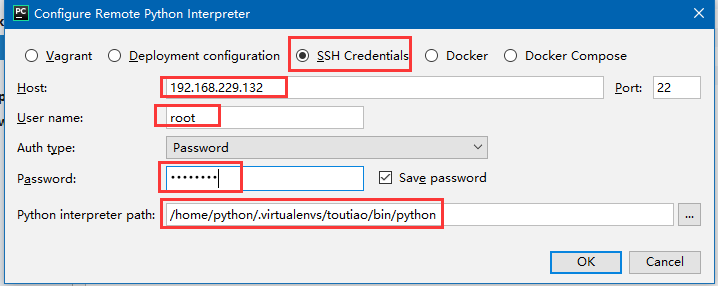 PC Configure Remote Python Interpreter
Vagrant Deployment configuration SSH Credentials Docker Docker Compose
Host: 192.168.229.132 Port: 22
User name: root
Auth type: Password
Password: •••••••• Save password
Python interpreter path: /home/python/.virtualenvs/toutiao/bin/python ...
OK Cancel